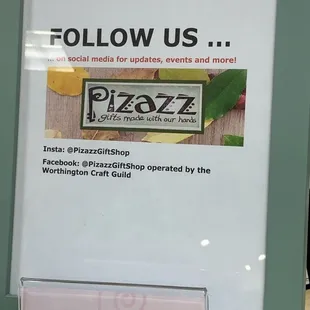 FOLLOW US ...
... on social media for updates, events and more!
Pizazz
gifts made with our hands
Insta: @PizazzGiftShop
Facebook: @PizazzGiftShop operated by the
Worthington Craft Guild